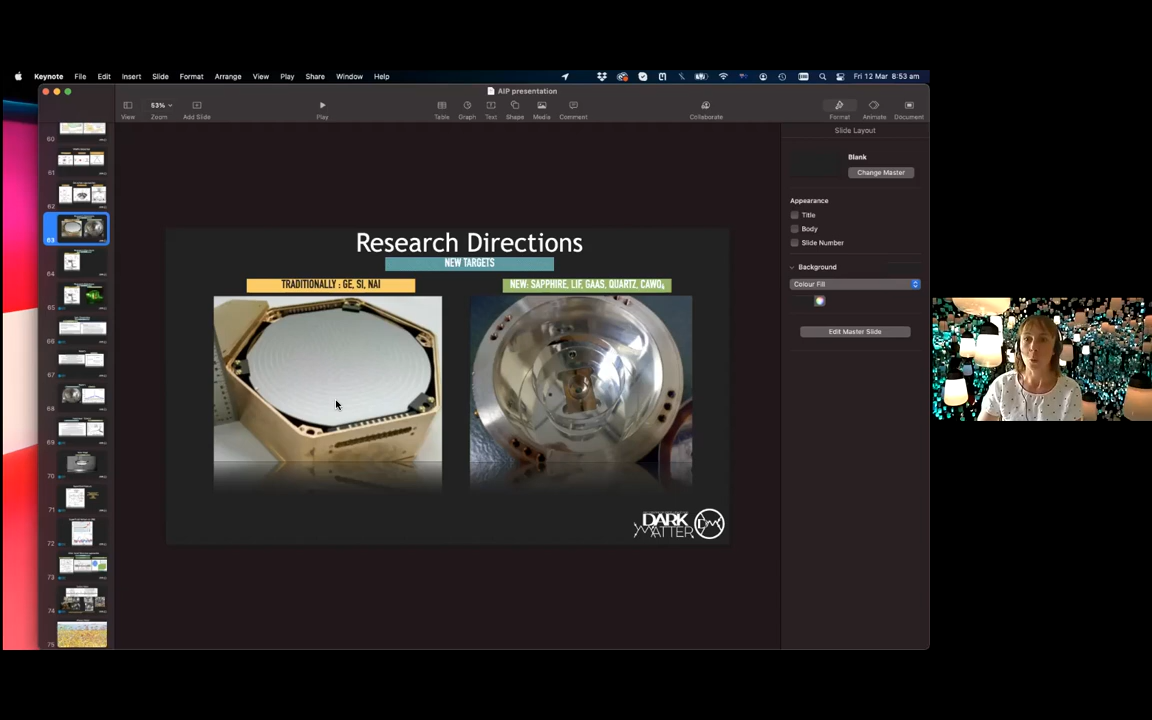 Keynote File Edit Insert Slide Format Arrange View Play Share Window Help Fri 12 Mar 8:53 am
AIP presentation
53%
View Zoom Add Slide Play Table Graph Text Shape Media Comment Collaborate Format Animate Document
Slide Layout
Blank
Change Master
Appearance
Title
Body
Slide Number
Background
Colour Fill
Edit Master Slide
60
61
62
63
64
65
66
67
68
69
70
71
72
73
74
75
Research Directions
NEW TARGETS
TRADITIONALLY : GE, SI, NAI
NEW: SAPPHIRE, LIF, GAAS, QUARTZ, CAWO₄
DARK
MATTER